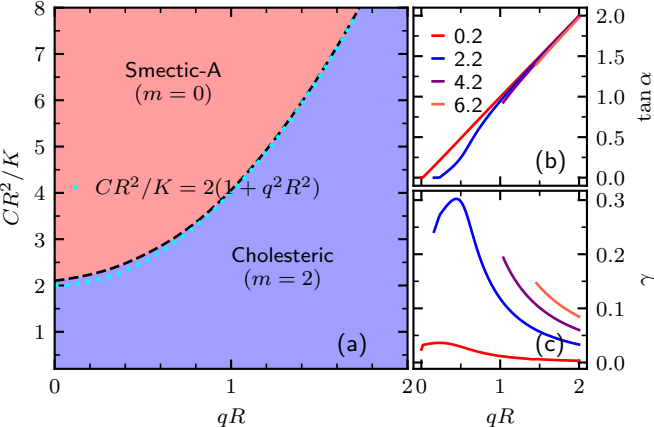 8
7
6
5
4
3
2
1
CR²/K
Smectic-A
(m = 0)
CR²/K = 2(1 + q²R²)
Cholesteric
(m = 2)
(a)
0
1
2
qR
0.2
2.2
4.2
6.2
(b)
2.0
1.5
1.0
0.5
0.0
tan α
0.3
0.2
0.1
0.0
γ
(c)
0
1
2
qR